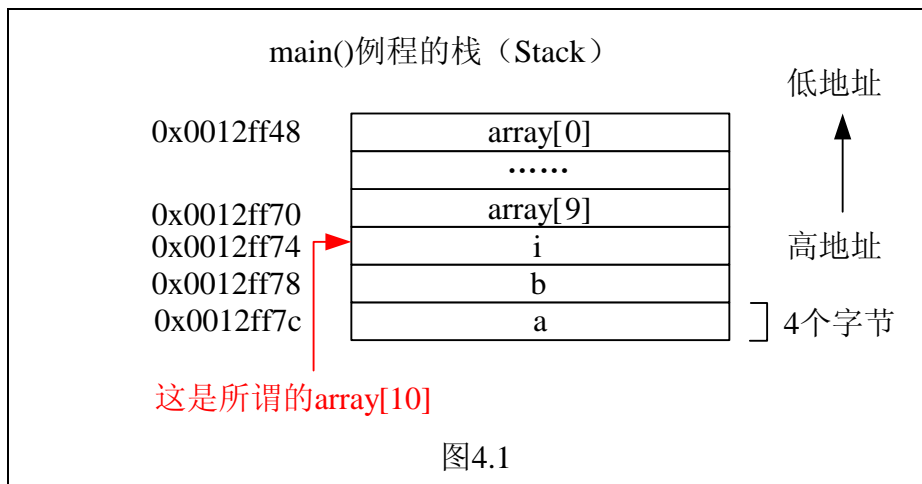 main()例程的栈（Stack）
低地址
0x0012ff48 array[0]
……
0x0012ff70 array[9]
0x0012ff74 i 高地址
0x0012ff78 b
0x0012ff7c a 4个字节
这是所谓的array[10]
图4.1